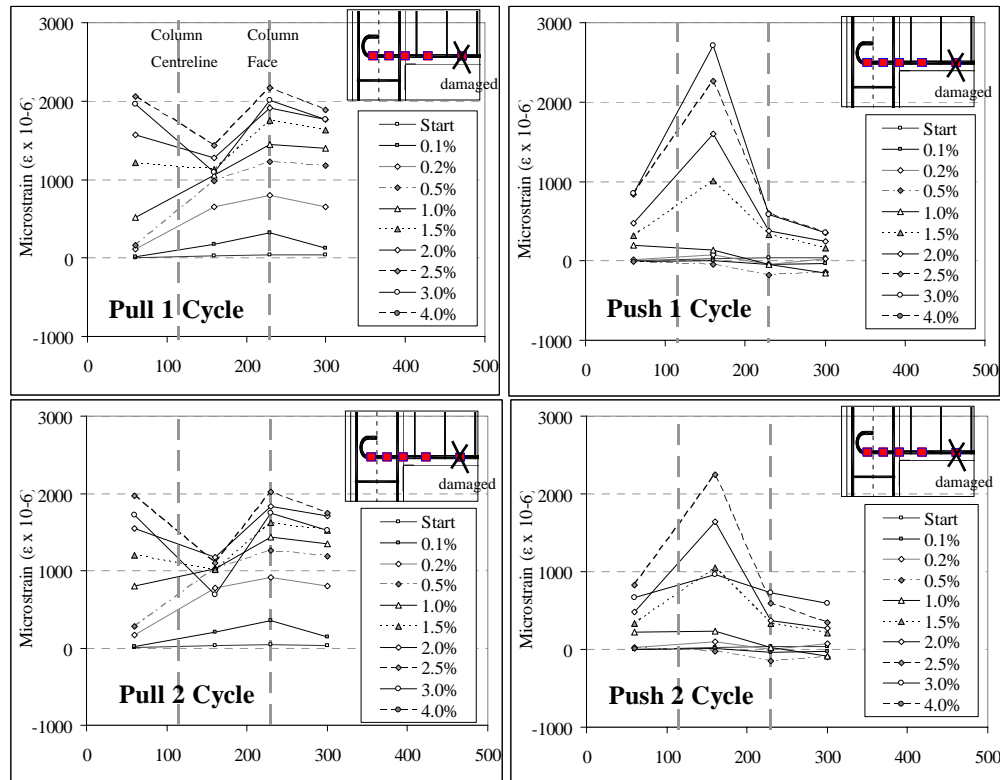 3000
2000
1000
0
-1000
Microstrain (ε x 10-6
Column
Centreline
Column
Face
damaged
Start
0.1%
0.2%
0.5%
1.0%
1.5%
2.0%
2.5%
3.0%
4.0%
Pull 1 Cycle
0 100 200 300 400 500
3000
2000
1000
0
-1000
Microstrain (ε x 10-6
damaged
Start
0.1%
0.2%
0.5%
1.0%
1.5%
2.0%
2.5%
3.0%
4.0%
Push 1 Cycle
0 100 200 300 400 500
3000
2000
1000
0
-1000
Microstrain (ε x 10-6
damaged
Start
0.1%
0.2%
0.5%
1.0%
1.5%
2.0%
2.5%
3.0%
4.0%
Pull 2 Cycle
0 100 200 300 400 500
3000
2000
1000
0
-1000
Microstrain (ε x 10-6
damaged
Start
0.1%
0.2%
0.5%
1.0%
1.5%
2.0%
2.5%
3.0%
4.0%
Push 2 Cycle
0 100 200 300 400 500